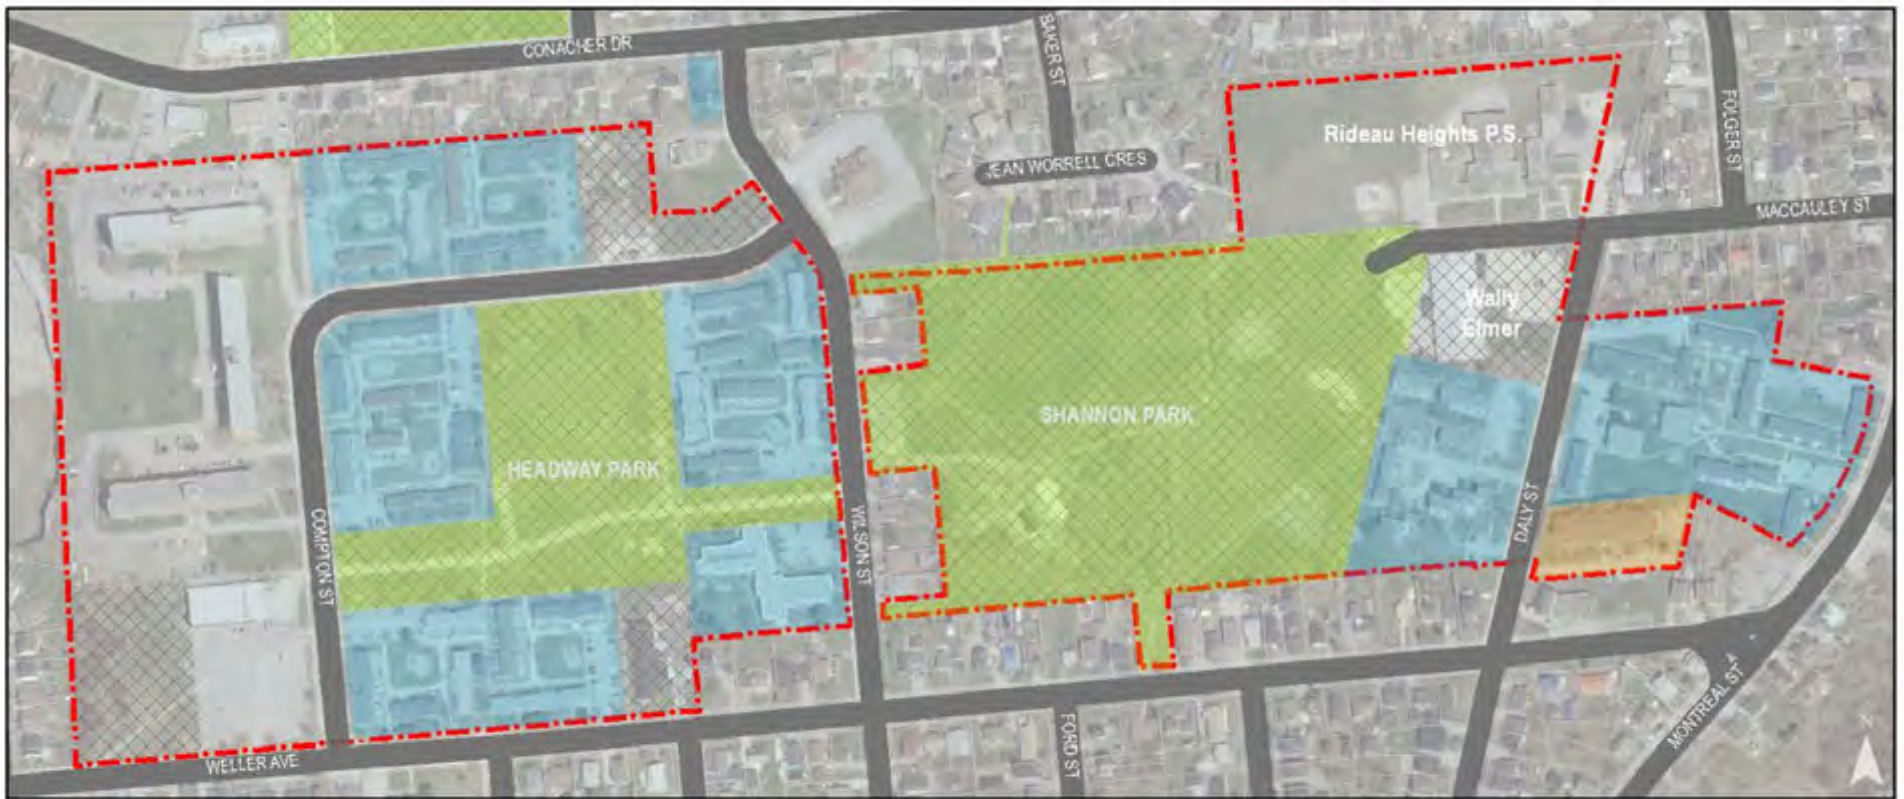 CONACHER DR
BAKER ST
FOLGER ST
Rideau Heights P.S.
JEAN WORRELL CRES
MACCAULEY ST
Wally
Elmer
SHANNON PARK
HEADWAY PARK
COMPTON ST
WILSON ST
DALY ST
WELLER AVE
FORD ST
MONTREAL ST
N